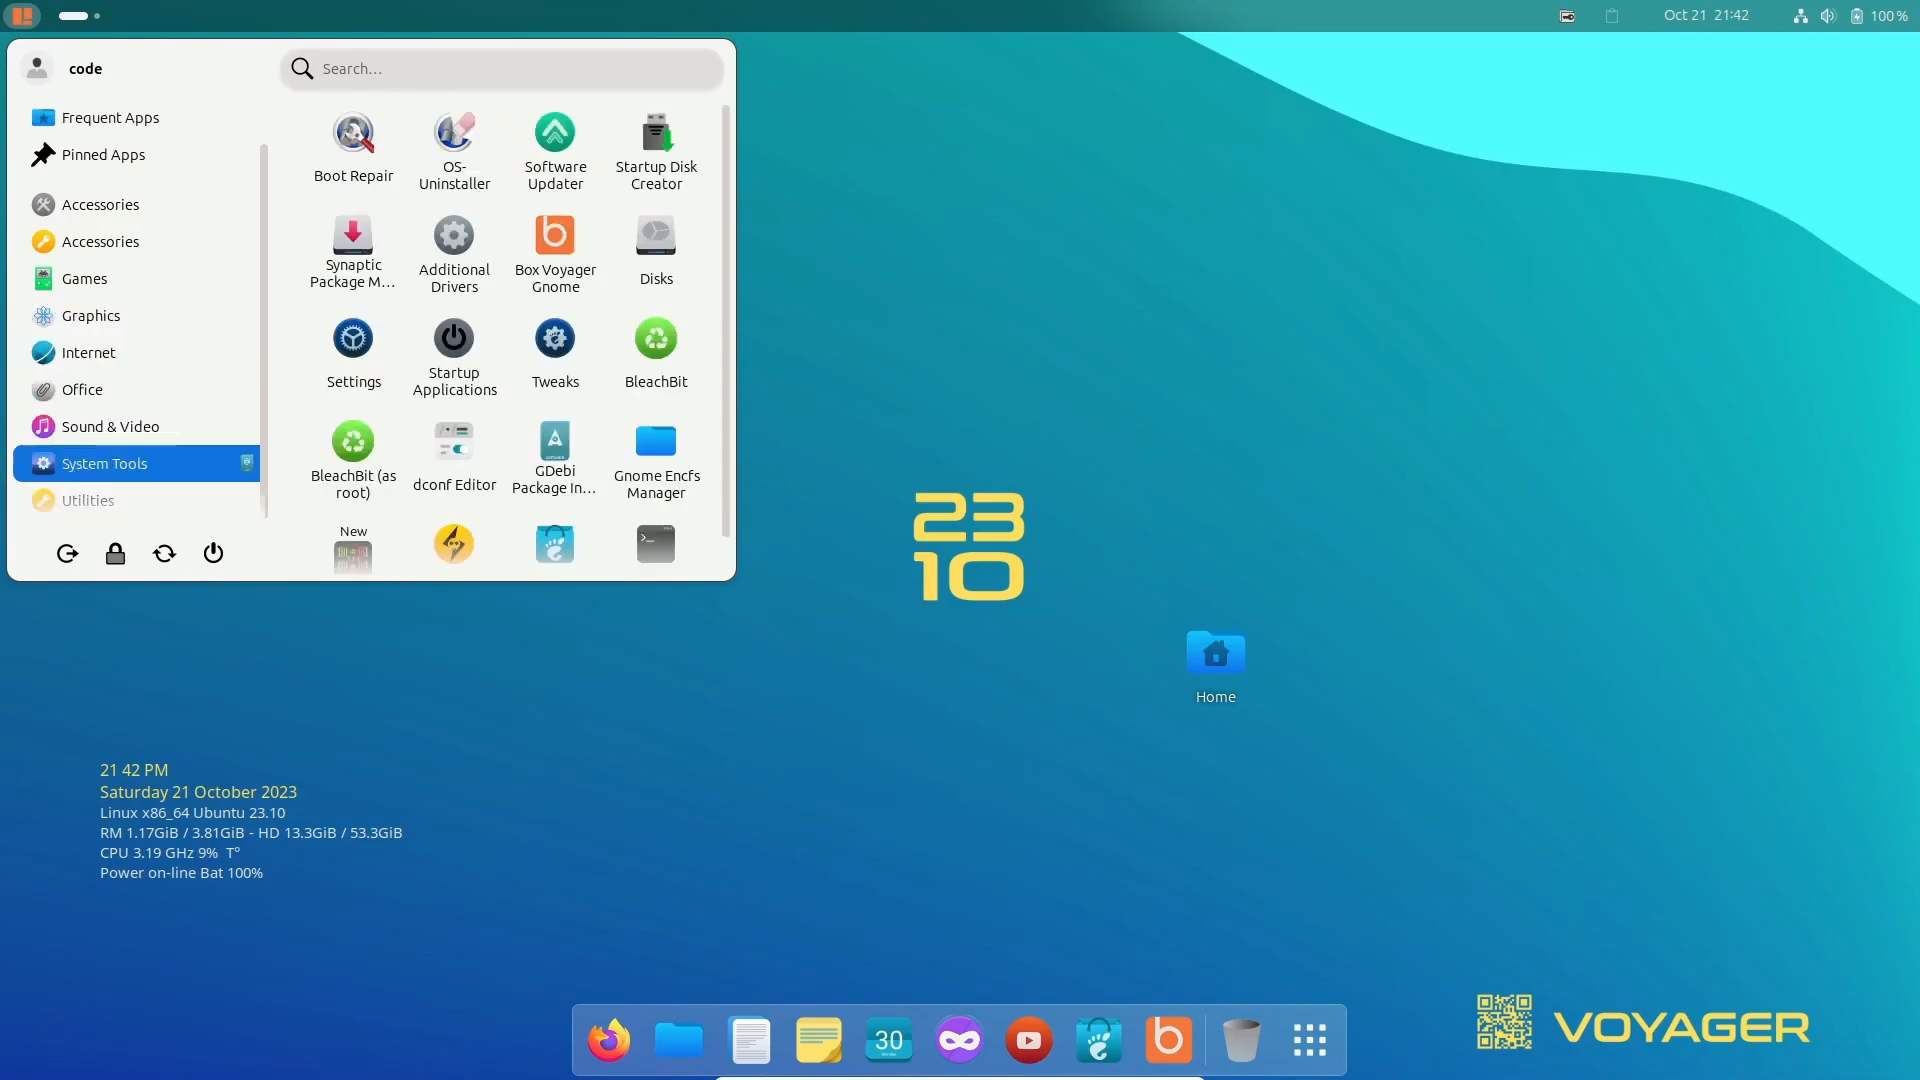 Oct 21 21:42
100 %
code
Search...
Frequent Apps
Pinned Apps
Accessories
Accessories
Games
Graphics
Internet
Office
Sound & Video
System Tools
Utilities
Boot Repair
OS-
Uninstaller
Software
Updater
Startup Disk
Creator
Synaptic
Package M...
Additional
Drivers
Box Voyager
Gnome
Disks
Settings
Startup
Applications
Tweaks
BleachBit
BleachBit (as
root)
dconf Editor
GDebi
Package In...
Gnome Encfs
Manager
New
23
10
Home
21 42 PM
Saturday 21 October 2023
Linux x86_64 Ubuntu 23.10
RM 1.17GiB / 3.81GiB - HD 13.3GiB / 53.3GiB
CPU 3.19 GHz 9% T°
Power on-line Bat 100%
30
VOYAGER